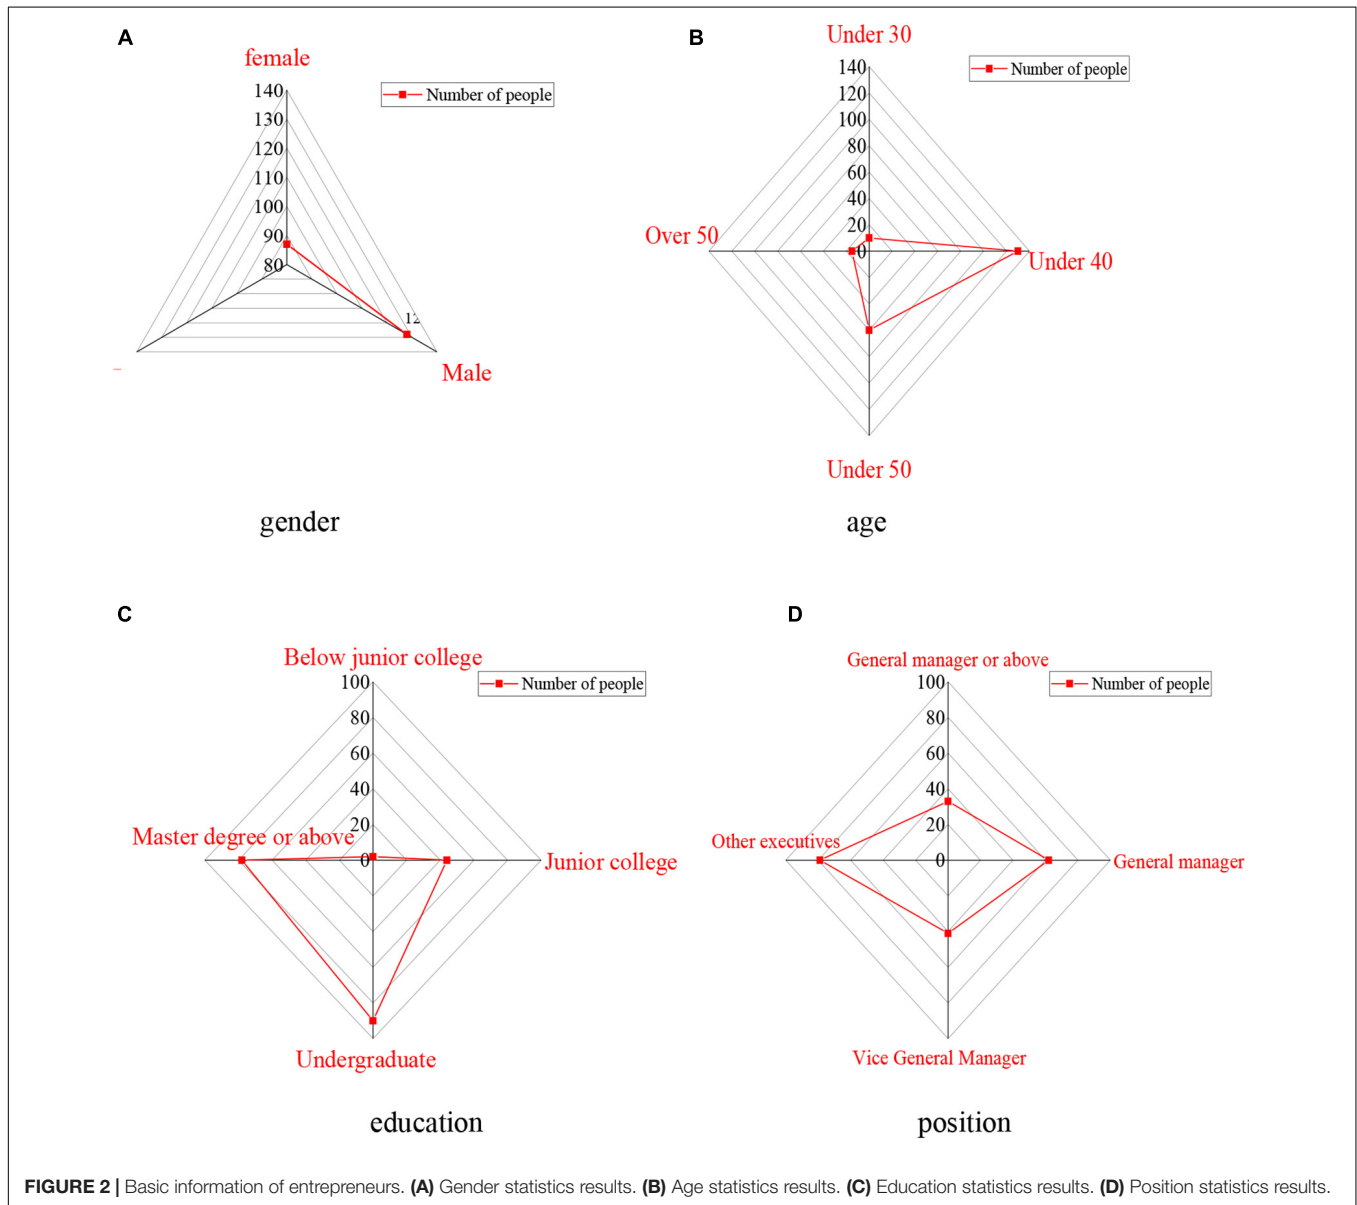 A
female
Number of people
140
130
120
110
100
90
80
12
Male
gender
B
Under 30
Number of people
140
120
100
80
60
40
20
0
Over 50
Under 40
Under 50
age
C
Below junior college
Number of people
100
80
60
40
20
0
Master degree or above
Junior college
Undergraduate
education
D
General manager or above
Number of people
100
80
60
40
20
0
Other executives
General manager
Vice General Manager
position
FIGURE 2 | Basic information of entrepreneurs. (A) Gender statistics results. (B) Age statistics results. (C) Education statistics results. (D) Position statistics results.